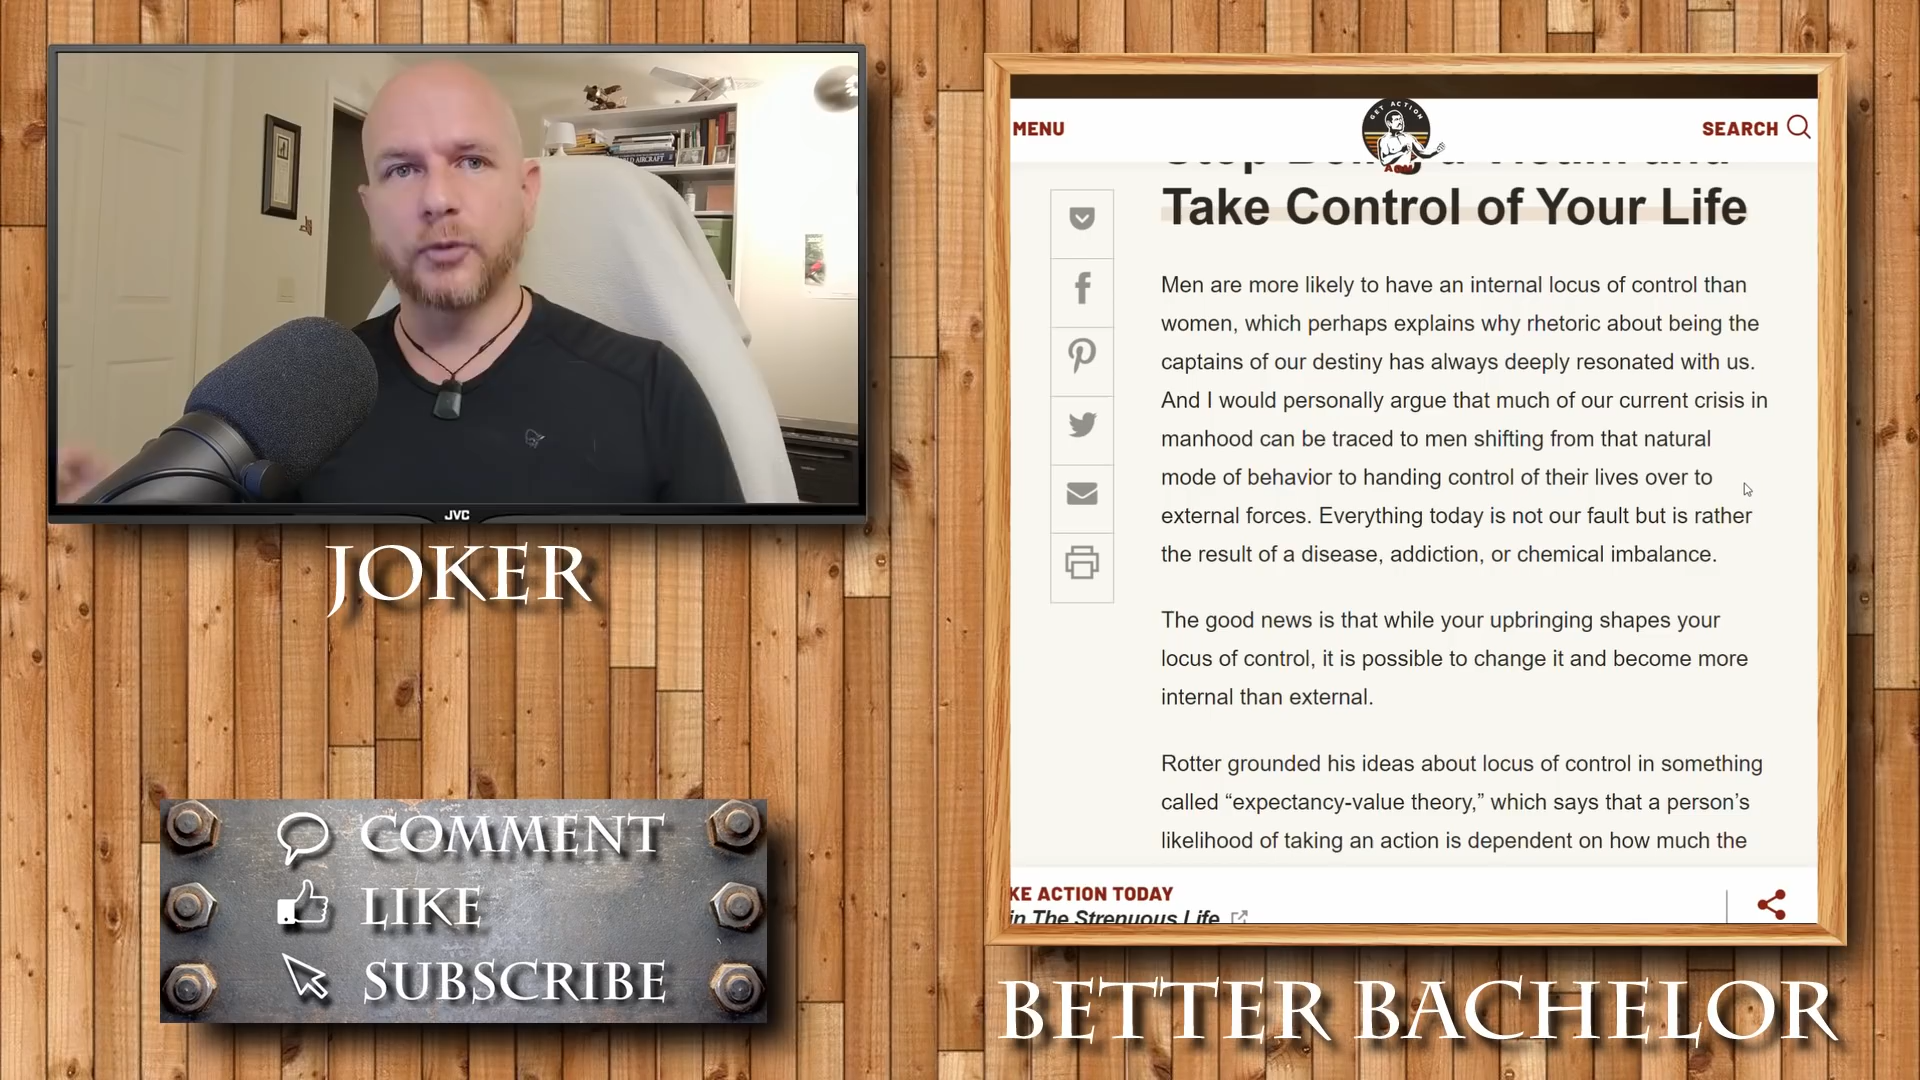 JVC
JOKER
COMMENT
LIKE
SUBSCRIBE
MENU
GET ACTION
AOM
SEARCH
Stop Being a Victim and
Take Control of Your Life
Men are more likely to have an internal locus of control than
women, which perhaps explains why rhetoric about being the
captains of our destiny has always deeply resonated with us.
And I would personally argue that much of our current crisis in
manhood can be traced to men shifting from that natural
mode of behavior to handing control of their lives over to
external forces. Everything today is not our fault but is rather
the result of a disease, addiction, or chemical imbalance.
The good news is that while your upbringing shapes your
locus of control, it is possible to change it and become more
internal than external.
Rotter grounded his ideas about locus of control in something
called “expectancy-value theory,” which says that a person’s
likelihood of taking an action is dependent on how much the
KE ACTION TODAY
in The Strenuous Life
BETTER BACHELOR